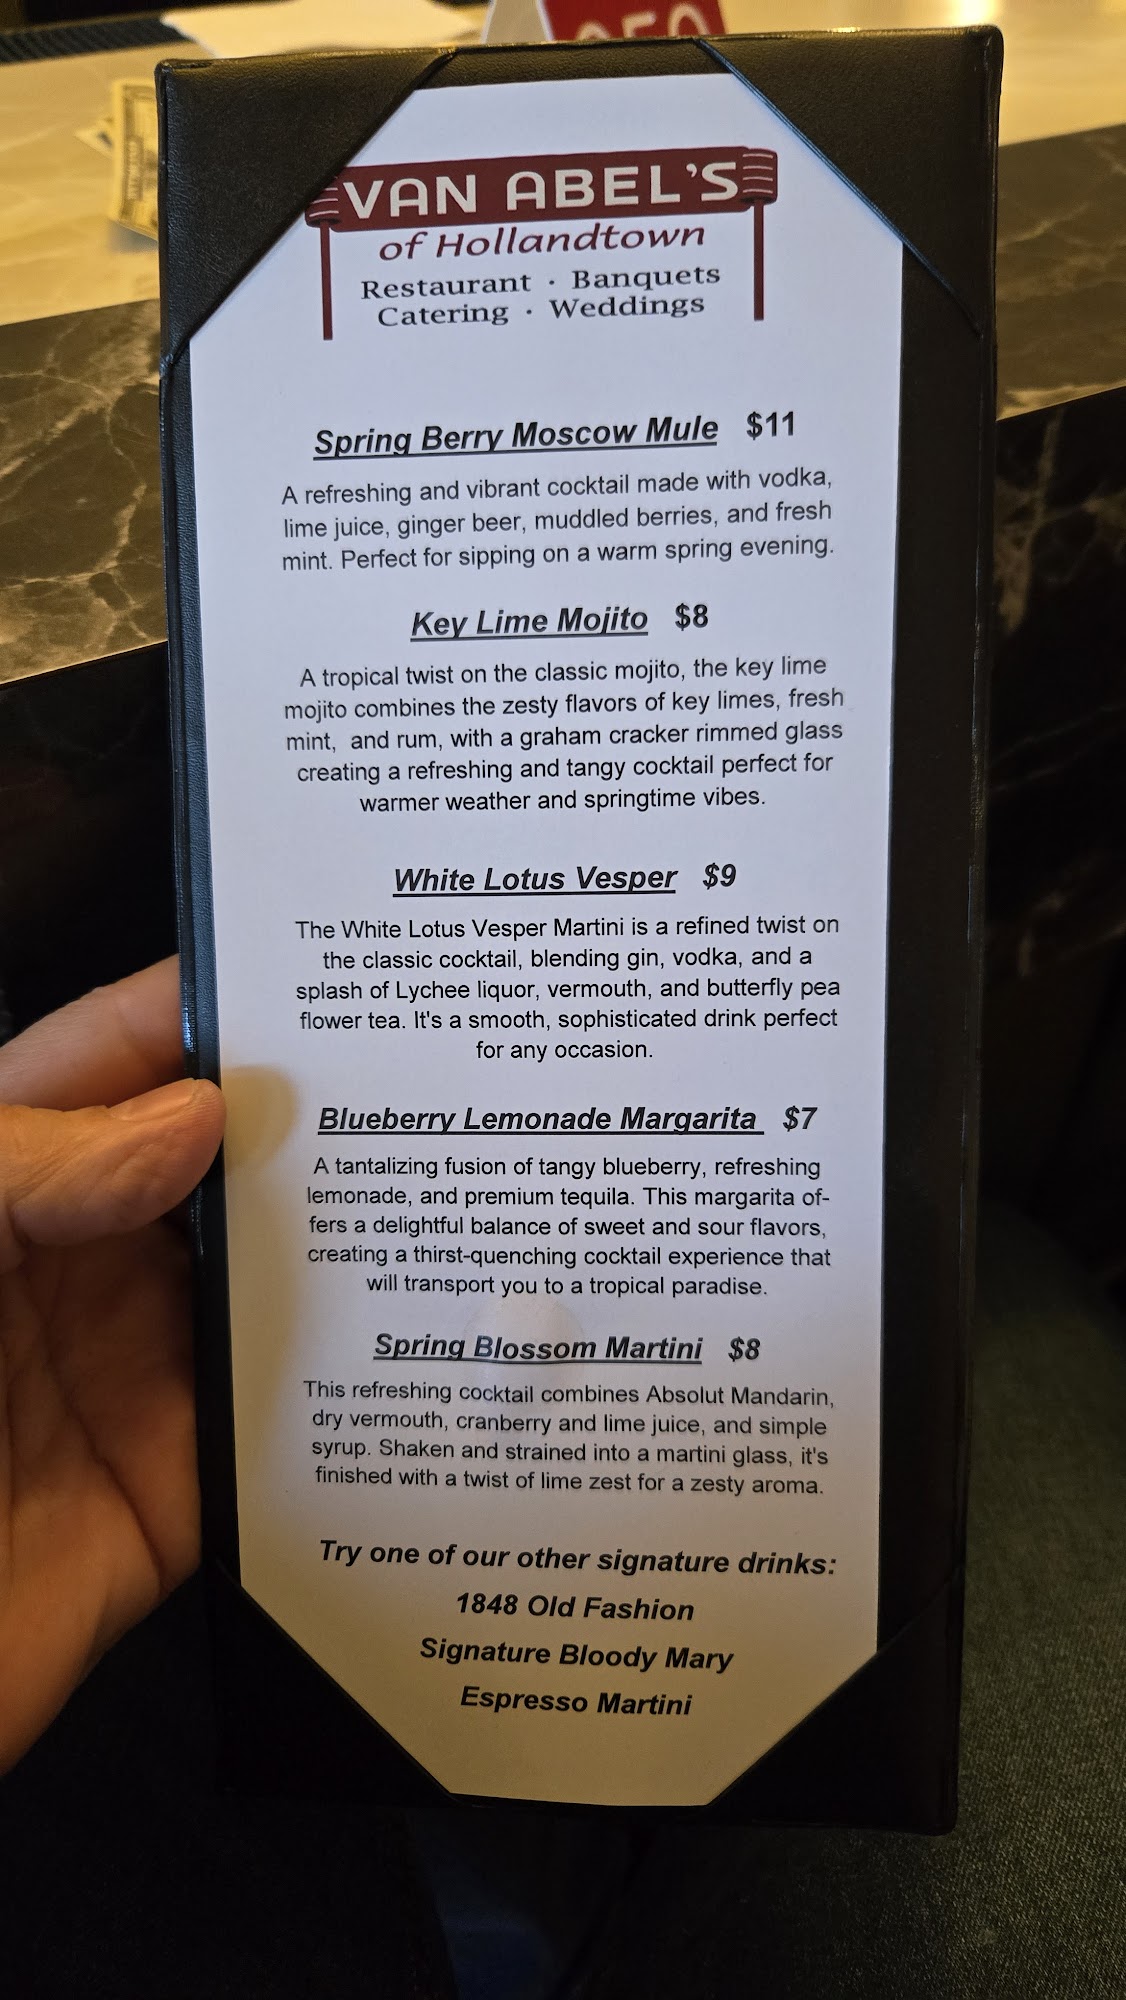 VAN ABEL'S
of Hollandtown
Restaurant · Banquets
Catering · Weddings
Spring Berry Moscow Mule $11
A refreshing and vibrant cocktail made with vodka,
lime juice, ginger beer, muddled berries, and fresh
mint. Perfect for sipping on a warm spring evening.
Key Lime Mojito $8
A tropical twist on the classic mojito, the key lime
mojito combines the zesty flavors of key limes, fresh
mint, and rum, with a graham cracker rimmed glass
creating a refreshing and tangy cocktail perfect for
warmer weather and springtime vibes.
White Lotus Vesper $9
The White Lotus Vesper Martini is a refined twist on
the classic cocktail, blending gin, vodka, and a
splash of Lychee liquor, vermouth, and butterfly pea
flower tea. It's a smooth, sophisticated drink perfect
for any occasion.
Blueberry Lemonade Margarita $7
A tantalizing fusion of tangy blueberry, refreshing
lemonade, and premium tequila. This margarita of-
fers a delightful balance of sweet and sour flavors,
creating a thirst-quenching cocktail experience that
will transport you to a tropical paradise.
Spring Blossom Martini $8
This refreshing cocktail combines Absolut Mandarin,
dry vermouth, cranberry and lime juice, and simple
syrup. Shaken and strained into a martini glass, it's
finished with a twist of lime zest for a zesty aroma.
Try one of our other signature drinks:
1848 Old Fashion
Signature Bloody Mary
Espresso Martini